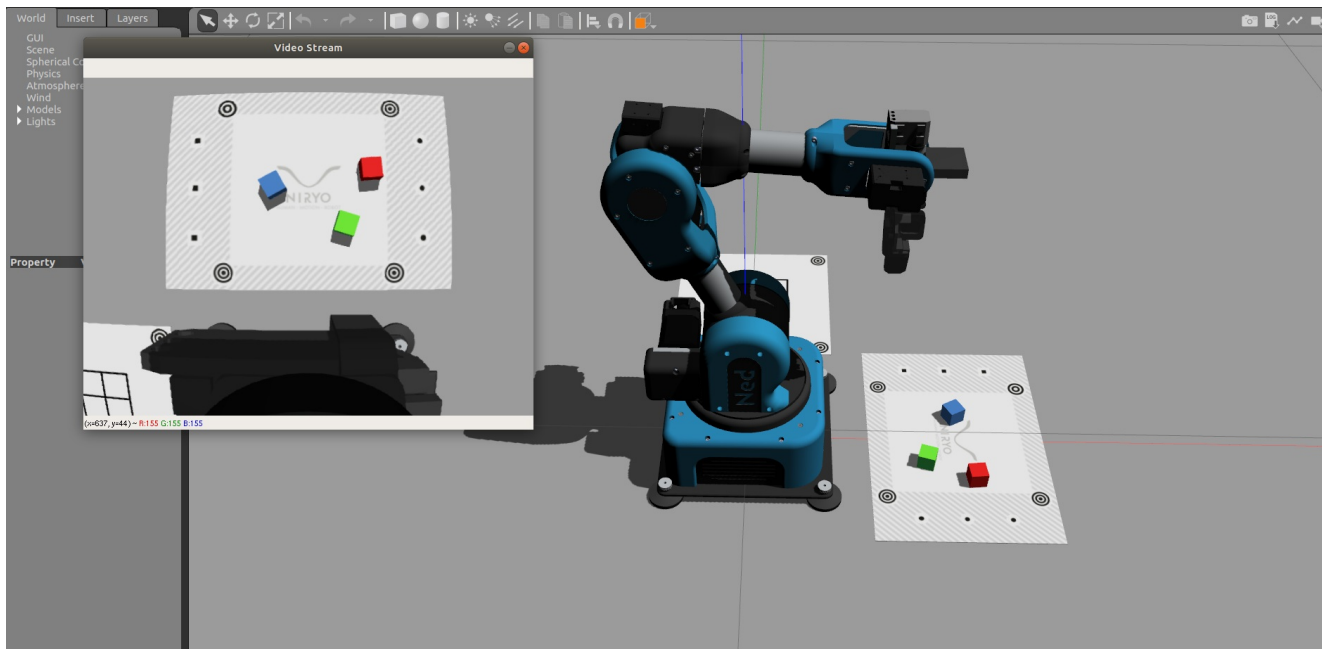 World Insert Layers
GUI
Scene
Spherical Co
Physics
Atmosphere
Wind
Models
Lights
Property
Video Stream
NIRYO
(x=637, y=44) ~ R:155 G:155 B:155
LOG
Ned
NIRYO